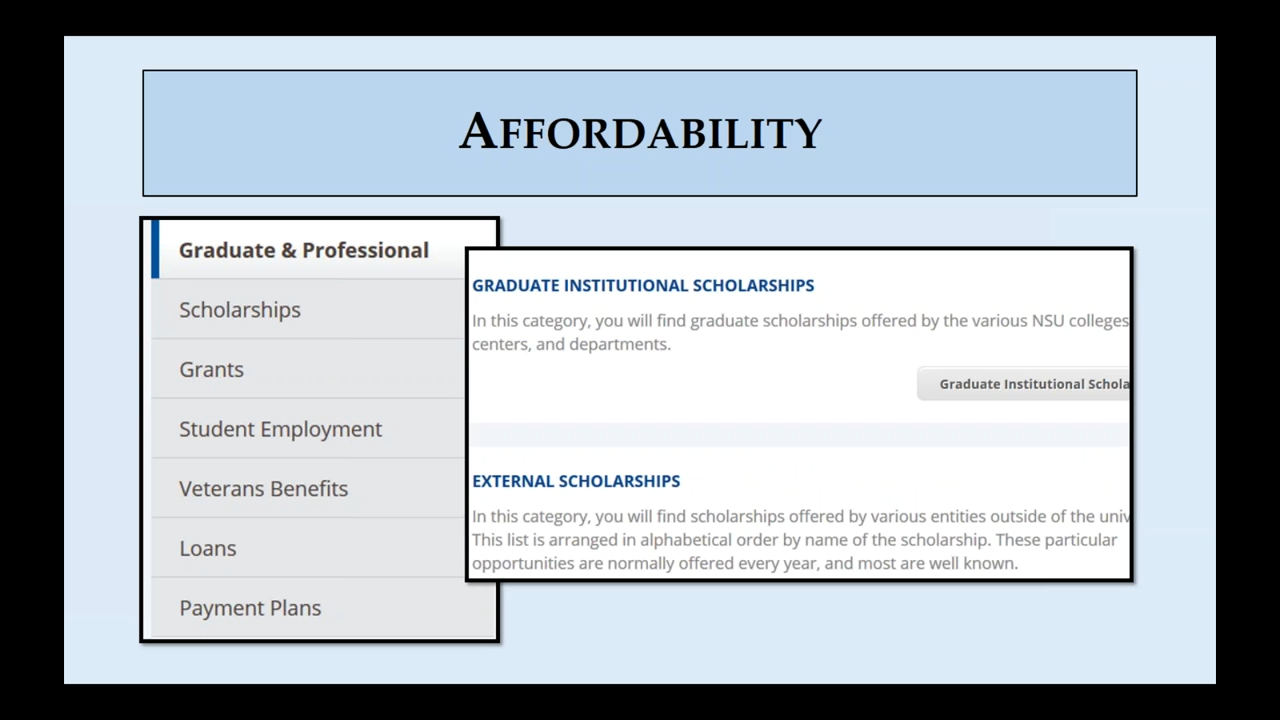 AFFORDABILITY
Graduate & Professional
Scholarships
Grants
Student Employment
Veterans Benefits
Loans
Payment Plans
GRADUATE INSTITUTIONAL SCHOLARSHIPS
In this category, you will find graduate scholarships offered by the various NSU colleges
centers, and departments.
Graduate Institutional Schola
EXTERNAL SCHOLARSHIPS
In this category, you will find scholarships offered by various entities outside of the univ
This list is arranged in alphabetical order by name of the scholarship. These particular
opportunities are normally offered every year, and most are well known.